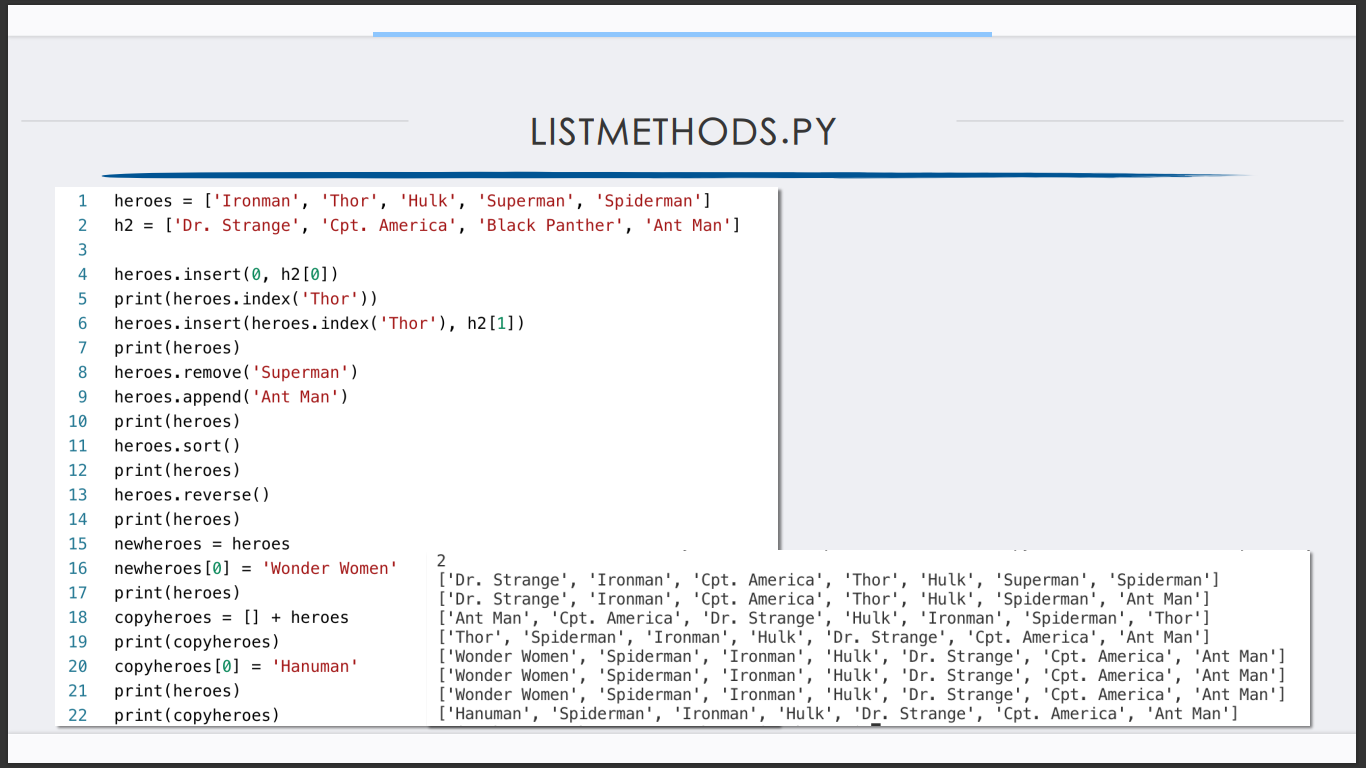 LISTMETHODS.PY
1 heroes = ['Ironman', 'Thor', 'Hulk', 'Superman', 'Spiderman']
2 h2 = ['Dr. Strange', 'Cpt. America', 'Black Panther', 'Ant Man']
3
4 heroes.insert(0, h2[0])
5 print(heroes.index('Thor'))
6 heroes.insert(heroes.index('Thor'), h2[1])
7 print(heroes)
8 heroes.remove('Superman')
9 heroes.append('Ant Man')
10 print(heroes)
11 heroes.sort()
12 print(heroes)
13 heroes.reverse()
14 print(heroes)
15 newheroes = heroes
16 newheroes[0] = 'Wonder Women'
17 print(heroes)
18 copyheroes = [] + heroes
19 print(copyheroes)
20 copyheroes[0] = 'Hanuman'
21 print(heroes)
22 print(copyheroes)
2
['Dr. Strange', 'Ironman', 'Cpt. America', 'Thor', 'Hulk', 'Superman', 'Spiderman']
['Dr. Strange', 'Ironman', 'Cpt. America', 'Thor', 'Hulk', 'Spiderman', 'Ant Man']
['Ant Man', 'Cpt. America', 'Dr. Strange', 'Hulk', 'Ironman', 'Spiderman', 'Thor']
['Thor', 'Spiderman', 'Ironman', 'Hulk', 'Dr. Strange', 'Cpt. America', 'Ant Man']
['Wonder Women', 'Spiderman', 'Ironman', 'Hulk', 'Dr. Strange', 'Cpt. America', 'Ant Man']
['Wonder Women', 'Spiderman', 'Ironman', 'Hulk', 'Dr. Strange', 'Cpt. America', 'Ant Man']
['Wonder Women', 'Spiderman', 'Ironman', 'Hulk', 'Dr. Strange', 'Cpt. America', 'Ant Man']
['Hanuman', 'Spiderman', 'Ironman', 'Hulk', 'Dr. Strange', 'Cpt. America', 'Ant Man']